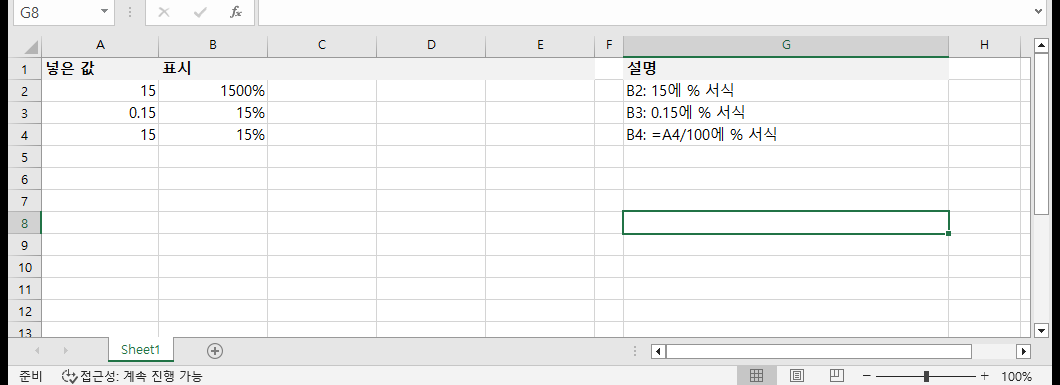 G8
fx
A B C D E F G H
1 넣은 값 표시 설명
2 15 1500% B2: 15에 % 서식
3 0.15 15% B3: 0.15에 % 서식
4 15 15% B4: =A4/100에 % 서식
5
6
7
8
9
10
11
12
13
Sheet1
준비 접근성: 계속 진행 가능 100%